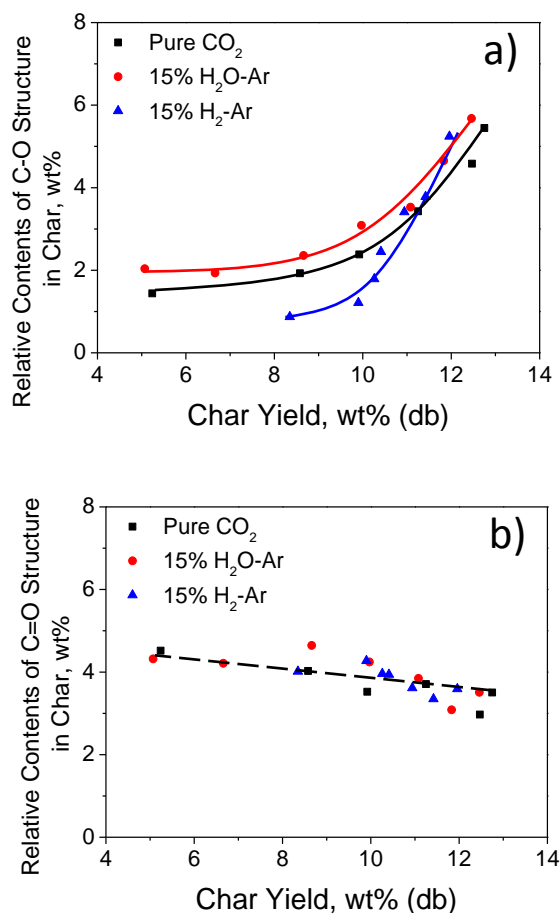 a)
Pure CO₂
15% H₂O-Ar
15% H₂-Ar
Relative Contents of C-O Structure
in Char, wt%
8
6
4
2
0
4 6 8 10 12 14
Char Yield, wt% (db)
b)
Pure CO₂
15% H₂O-Ar
15% H₂-Ar
Relative Contents of C=O Structure
in Char, wt%
8
6
4
2
0
4 6 8 10 12 14
Char Yield, wt% (db)